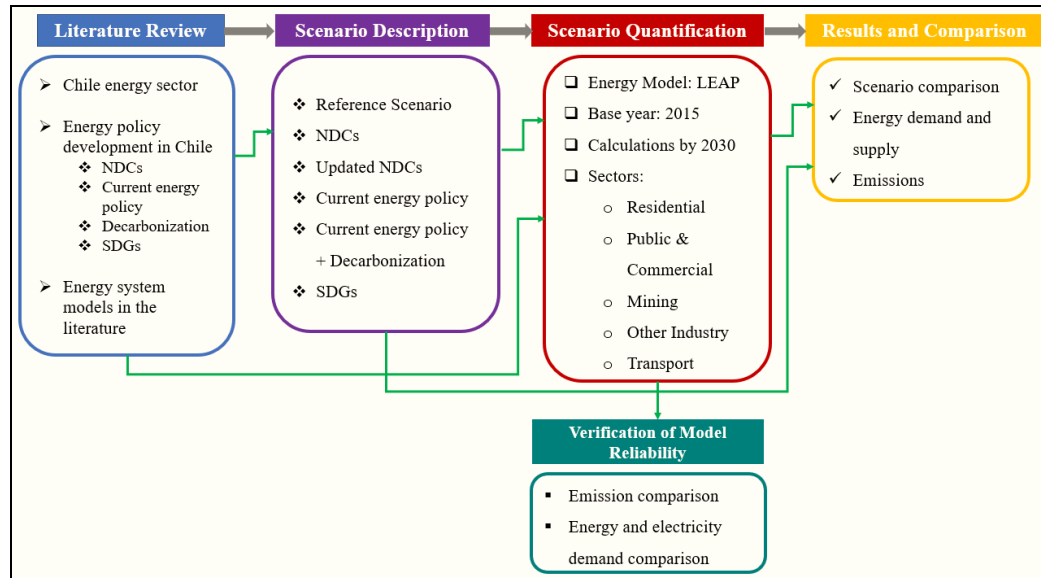 Literature Review
Scenario Description
Scenario Quantification
Results and Comparison
➢ Chile energy sector
➢ Energy policy
development in Chile
❖ NDCs
❖ Current energy
policy
❖ Decarbonization
❖ SDGs
➢ Energy system
models in the
literature
❖ Reference Scenario
❖ NDCs
❖ Updated NDCs
❖ Current energy policy
❖ Current energy policy
+ Decarbonization
❖ SDGs
❑ Energy Model: LEAP
❑ Base year: 2015
❑ Calculations by 2030
❑ Sectors:
o Residential
o Public &
Commercial
o Mining
o Other Industry
o Transport
✓ Scenario comparison
✓ Energy demand and
supply
✓ Emissions
Verification of Model
Reliability
▪ Emission comparison
▪ Energy and electricity
demand comparison